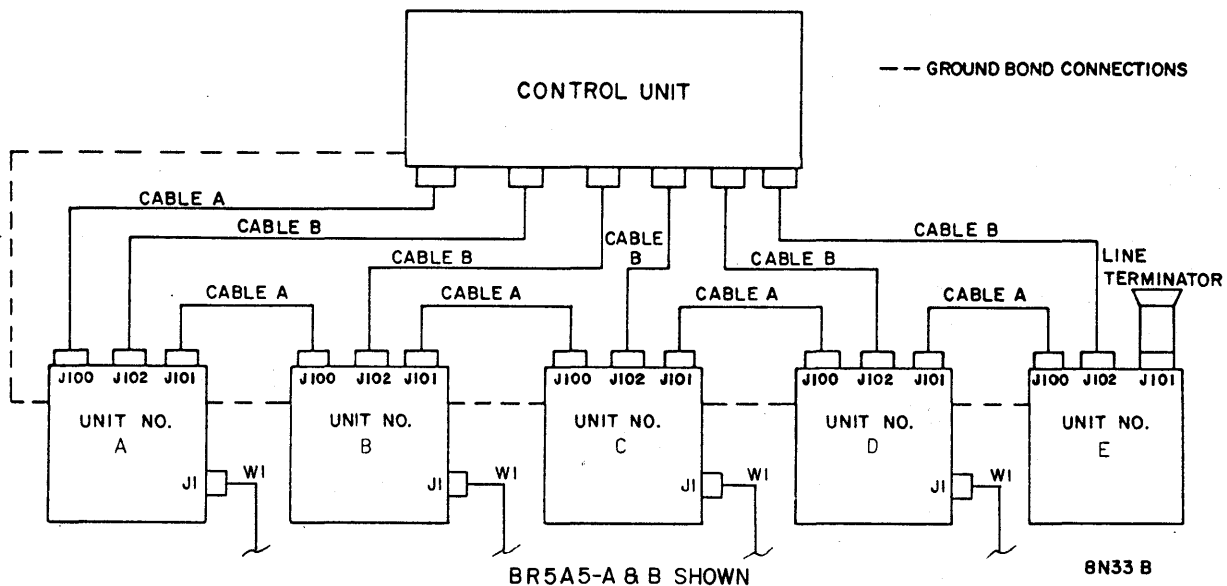 CONTROL UNIT
— — GROUND BOND CONNECTIONS
CABLE A
CABLE B
CABLE B
CABLE
B
CABLE B
CABLE B
LINE
TERMINATOR
CABLE A
CABLE A
CABLE A
CABLE A
J100 J102 J101
J100 J102 J101
J100 J102 J101
J100 J102 J101
J100 J102 J101
UNIT NO.
A
UNIT NO.
B
UNIT NO.
C
UNIT NO.
D
UNIT NO.
E
J1 W1
J1 W1
J1 W1
J1 W1
BR5A5-A & B SHOWN
8N33 B